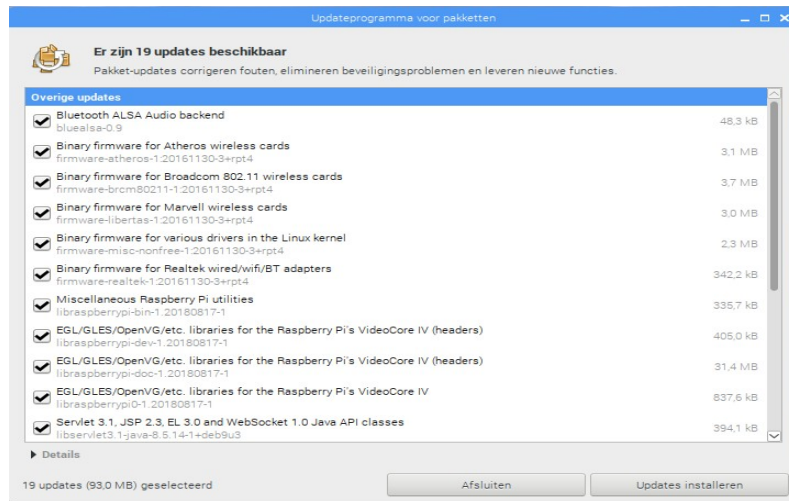 Updateprogramma voor pakketten
Er zijn 19 updates beschikbaar
Pakket-updates corrigeren fouten, elimineren beveiligingsproblemen en leveren nieuwe functies.
Overige updates
Bluetooth ALSA Audio backend
bluealsa-0.9
48,3 kB
Binary firmware for Atheros wireless cards
firmware-atheros-1:20161130-3+rpt4
3,1 MB
Binary firmware for Broadcom 802.11 wireless cards
firmware-brcm80211-1:20161130-3+rpt4
3,7 MB
Binary firmware for Marvell wireless cards
firmware-libertas-1:20161130-3+rpt4
3,0 MB
Binary firmware for various drivers in the Linux kernel
firmware-misc-nonfree-1:20161130-3+rpt4
2,3 MB
Binary firmware for Realtek wired/wifi/BT adapters
firmware-realtek-1:20161130-3+rpt4
342,2 kB
Miscellaneous Raspberry Pi utilities
libraspberrypi-bin-1.20180817-1
335,7 kB
EGL/GLES/OpenVG/etc. libraries for the Raspberry Pi's VideoCore IV (headers)
libraspberrypi-dev-1.20180817-1
405,0 kB
EGL/GLES/OpenVG/etc. libraries for the Raspberry Pi's VideoCore IV (headers)
libraspberrypi-doc-1.20180817-1
31,4 MB
EGL/GLES/OpenVG/etc. libraries for the Raspberry Pi's VideoCore IV
libraspberrypi0-1.20180817-1
837,6 kB
Servlet 3.1, JSP 2.3, EL 3.0 and WebSocket 1.0 Java API classes
libservlet3.1-java-8.5.14-1+deb9u3
394,1 kB
Details
19 updates (93,0 MB) geselecteerd
Afsluiten
Updates installeren